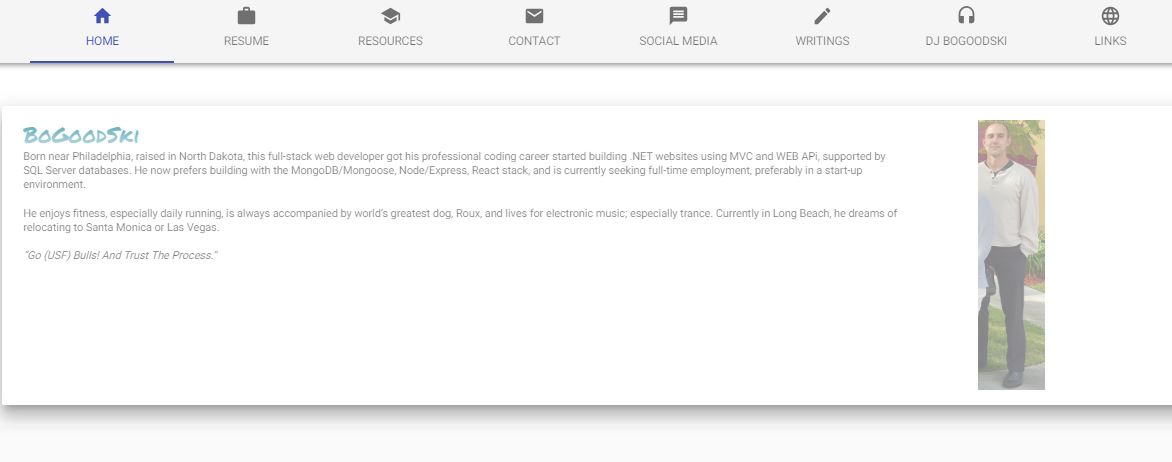 HOME RESUME RESOURCES CONTACT SOCIAL MEDIA WRITINGS DJ BOGOODSKI LINKS
BoGoodSki
Born near Philadelphia, raised in North Dakota, this full-stack web developer got his professional coding career started building .NET websites using MVC and WEB APi, supported by
SQL Server databases. He now prefers building with the MongoDB/Mongoose, Node/Express, React stack, and is currently seeking full-time employment, preferably in a start-up
environment.
He enjoys fitness, especially daily running, is always accompanied by world's greatest dog, Roux, and lives for electronic music; especially trance. Currently in Long Beach, he dreams of
relocating to Santa Monica or Las Vegas.
"Go (USF) Bulls! And Trust The Process."